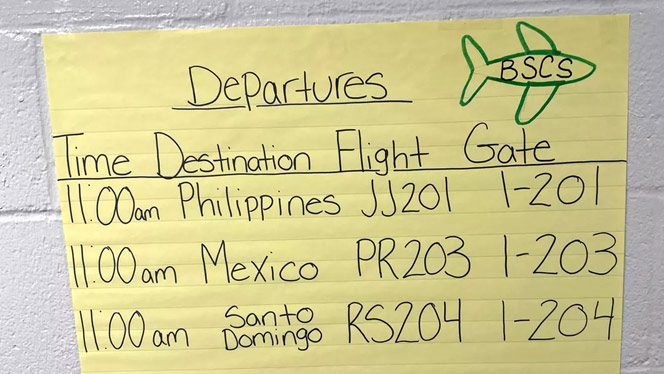 Departures
BSCS
Time Destination Flight Gate
11:00am Philippines JJ201 1-201
11:00am Mexico PR203 1-203
11:00am Santo Domingo RS204 1-204